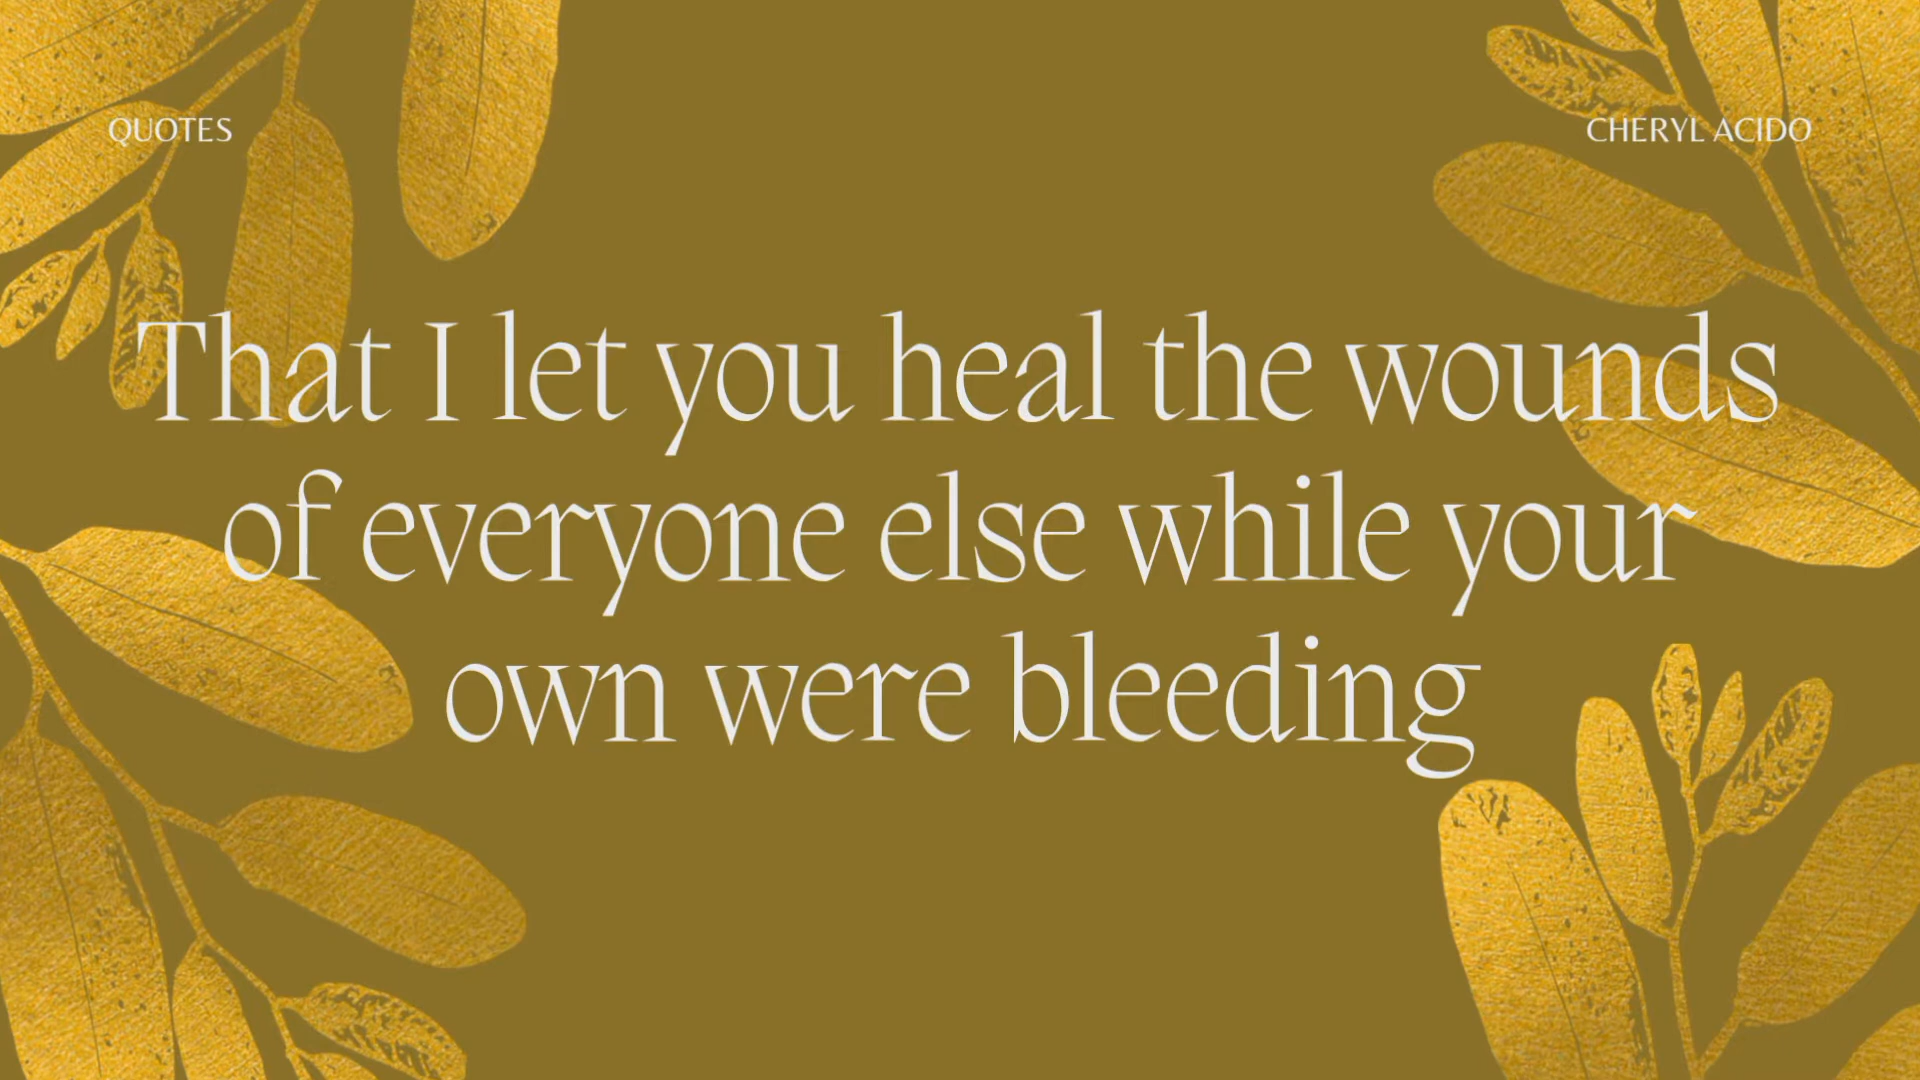 QUOTES
CHERYL ACIDO
That I let you heal the wounds
of everyone else while your
own were bleeding